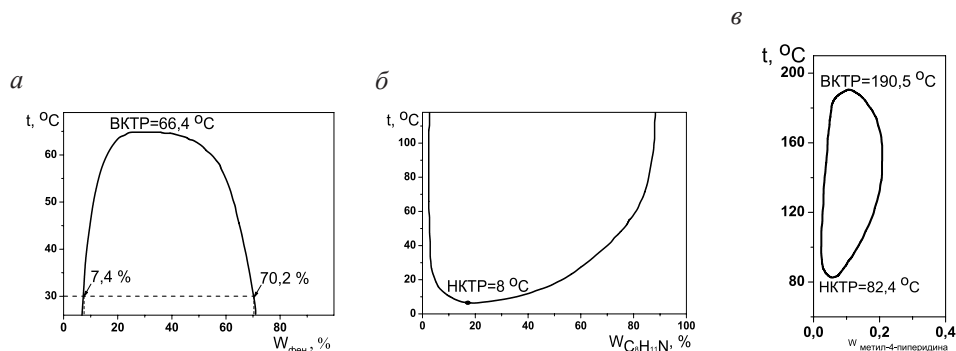 а
t, °C
ВКТР=66,4 °C
60
50
40
30
7,4 %
70,2 %
0 20 40 60 80
Wфен, %
б
t, °C
100
80
60
40
20
0
НКТР=8 °C
0 20 40 60 80 100
WC₈H₁₁N, %
в
t, °C
200
160
120
80
ВКТР=190,5 °C
НКТР=82,4 °C
0,0 0,2 0,4
W метил-4-пиперидина